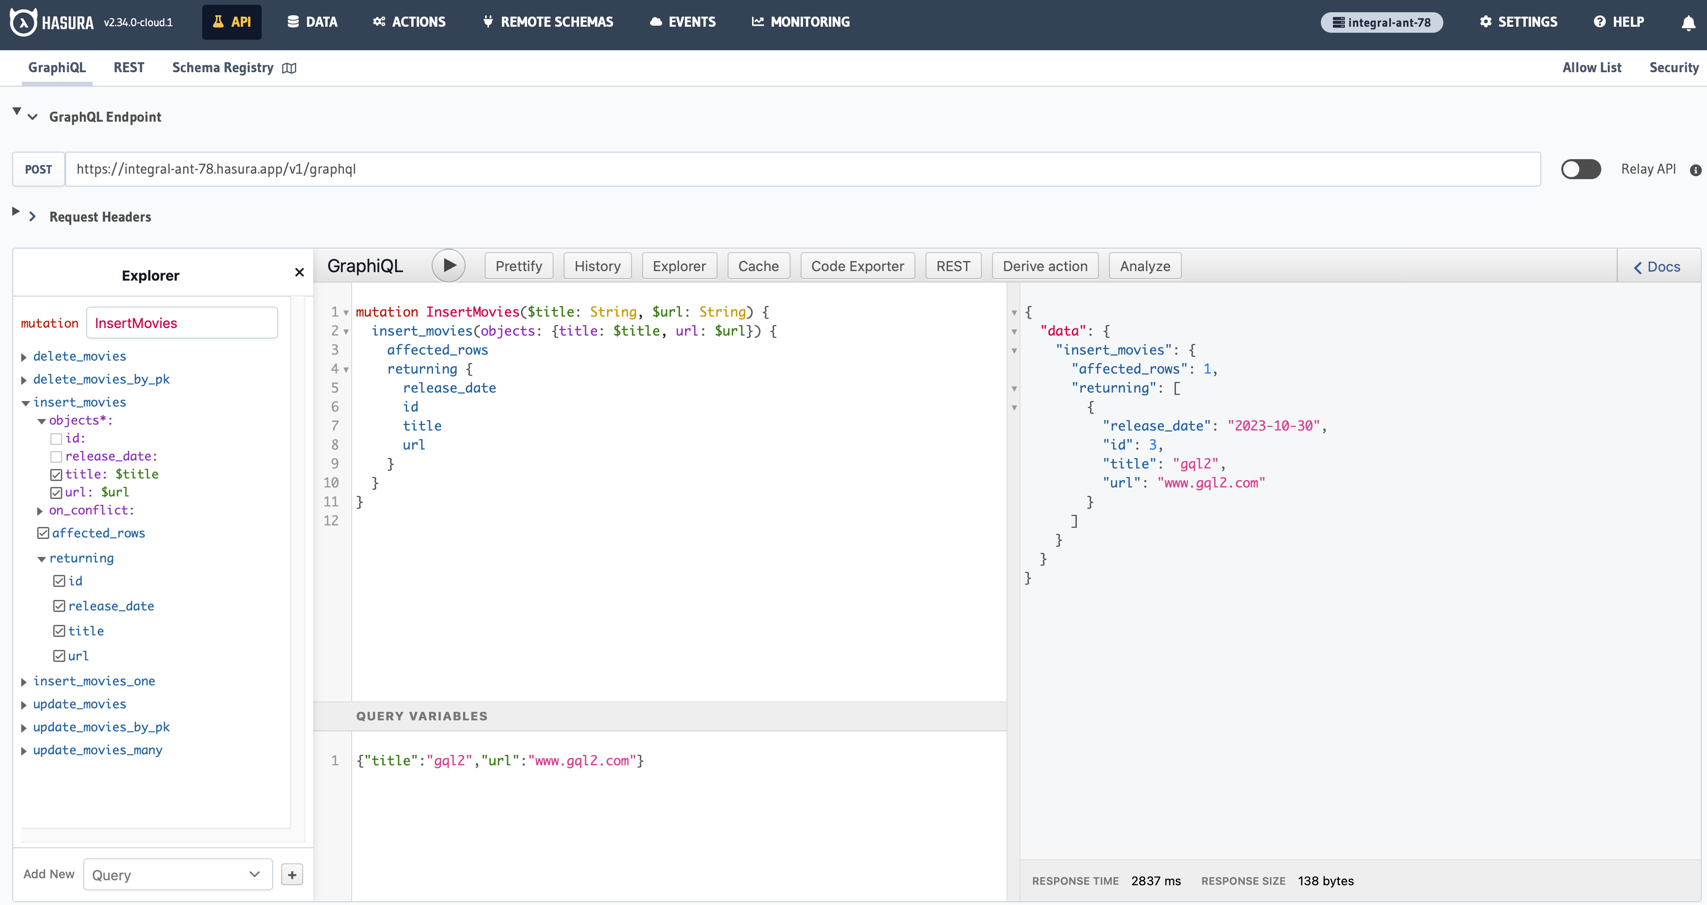 HASURA v2.34.0-cloud.1 API DATA ACTIONS REMOTE SCHEMAS EVENTS MONITORING integral-ant-78 SETTINGS HELP
GraphiQL REST Schema Registry Allow List Security
GraphQL Endpoint
POST https://integral-ant-78.hasura.app/v1/graphql Relay API
Request Headers
Explorer
mutation InsertMovies
delete_movies
delete_movies_by_pk
insert_movies
objects*:
id:
release_date:
title: $title
url: $url
on_conflict:
affected_rows
returning
id
release_date
title
url
insert_movies_one
update_movies
update_movies_by_pk
update_movies_many
Add New Query +
GraphiQL Prettify History Explorer Cache Code Exporter REST Derive action Analyze Docs
1 mutation InsertMovies($title: String, $url: String) {
2 insert_movies(objects: {title: $title, url: $url}) {
3 affected_rows
4 returning {
5 release_date
6 id
7 title
8 url
9 }
10 }
11 }
12
QUERY VARIABLES
1 {"title":"gql2","url":"www.gql2.com"}
{
"data": {
"insert_movies": {
"affected_rows": 1,
"returning": [
{
"release_date": "2023-10-30",
"id": 3,
"title": "gql2",
"url": "www.gql2.com"
}
]
}
}
}
RESPONSE TIME 2837 ms RESPONSE SIZE 138 bytes